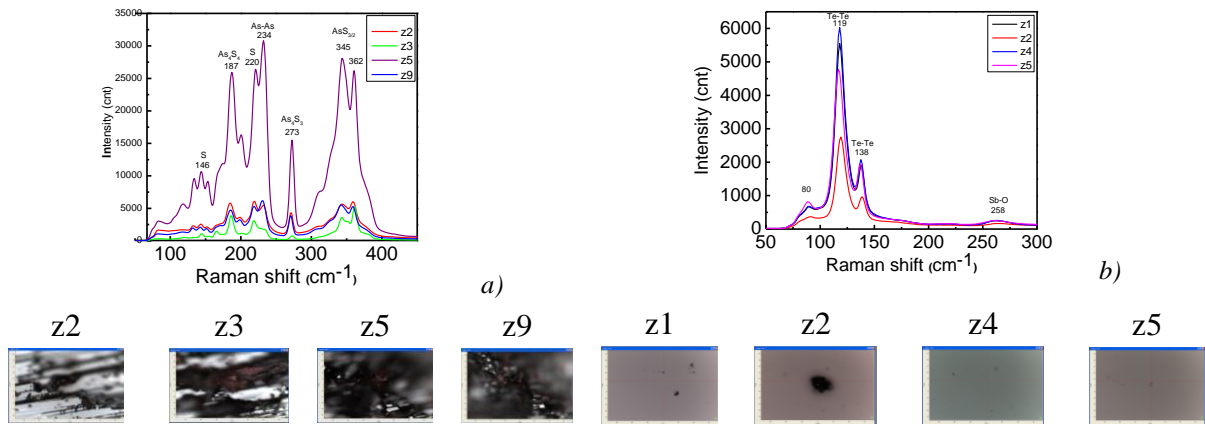 35000
30000
25000
20000
15000
10000
5000
0
Intensity (cnt)
As-As
234
S
220
As4S4
187
S
146
As4S3
273
AsS3/2
345
362
z2
z3
z5
z9
100 200 300 400
Raman shift (cm-1)
a)
6000
5000
4000
3000
2000
1000
0
Intensity (cnt)
Te-Te
119
Te-Te
138
80
Sb-O
258
z1
z2
z4
z5
50 100 150 200 250 300
Raman shift (cm-1)
b)
z2 z3 z5 z9 z1 z2 z4 z5